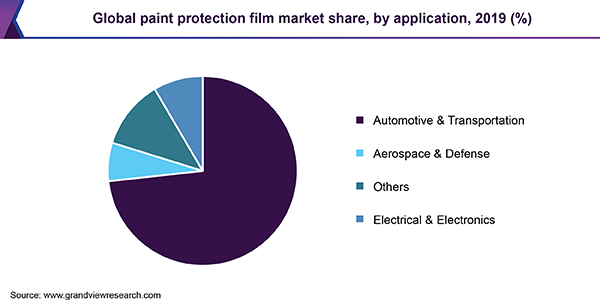 Global paint protection film market share, by application, 2019 (%)
Automotive & Transportation
Aerospace & Defense
Others
Electrical & Electronics
Source: www.grandviewresearch.com